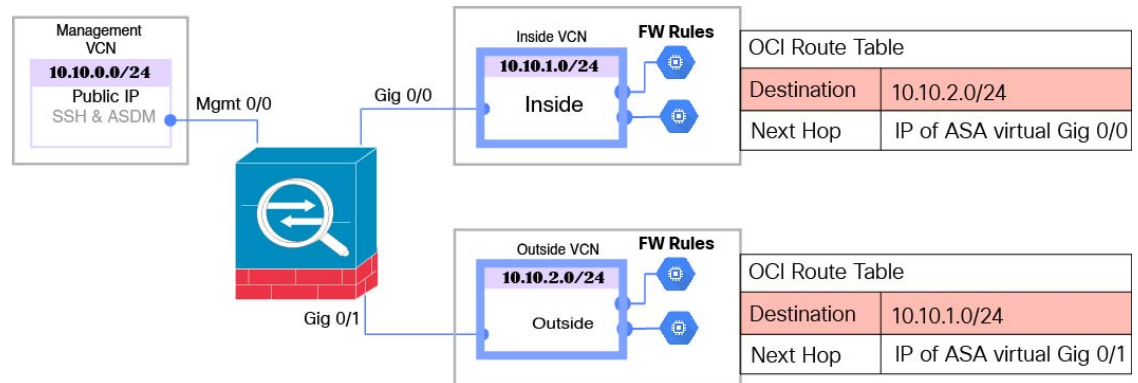 Management
VCN
10.10.0.0/24
Public IP
SSH & ASDM
Mgmt 0/0
Gig 0/0
Inside VCN
10.10.1.0/24
Inside
FW Rules
OCI Route Table
Destination 10.10.2.0/24
Next Hop IP of ASA virtual Gig 0/0
Gig 0/1
Outside VCN
10.10.2.0/24
Outside
FW Rules
OCI Route Table
Destination 10.10.1.0/24
Next Hop IP of ASA virtual Gig 0/1